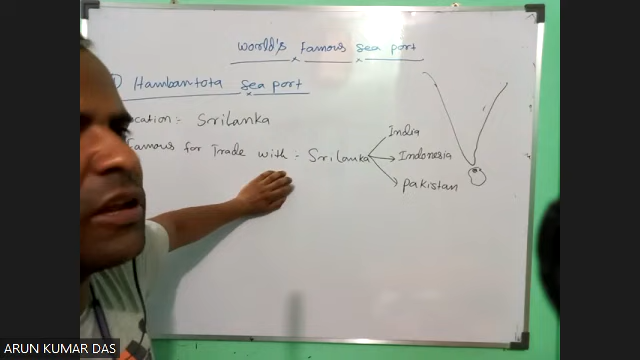 World's Famous Sea port
Hambantota Sea port
cation :- Srilanka
Famous for Trade with :- Srilanka
India
Indonesia
Pakistan
ARUN KUMAR DAS